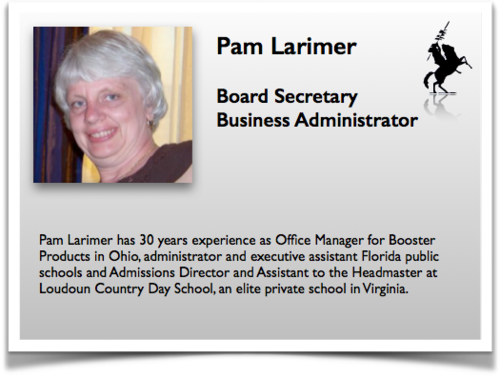 Pam Larimer
Board Secretary
Business Administrator
Pam Larimer has 30 years experience as Office Manager for Booster
Products in Ohio, administrator and executive assistant Florida public
schools and Admissions Director and Assistant to the Headmaster at
Loudoun Country Day School, an elite private school in Virginia.